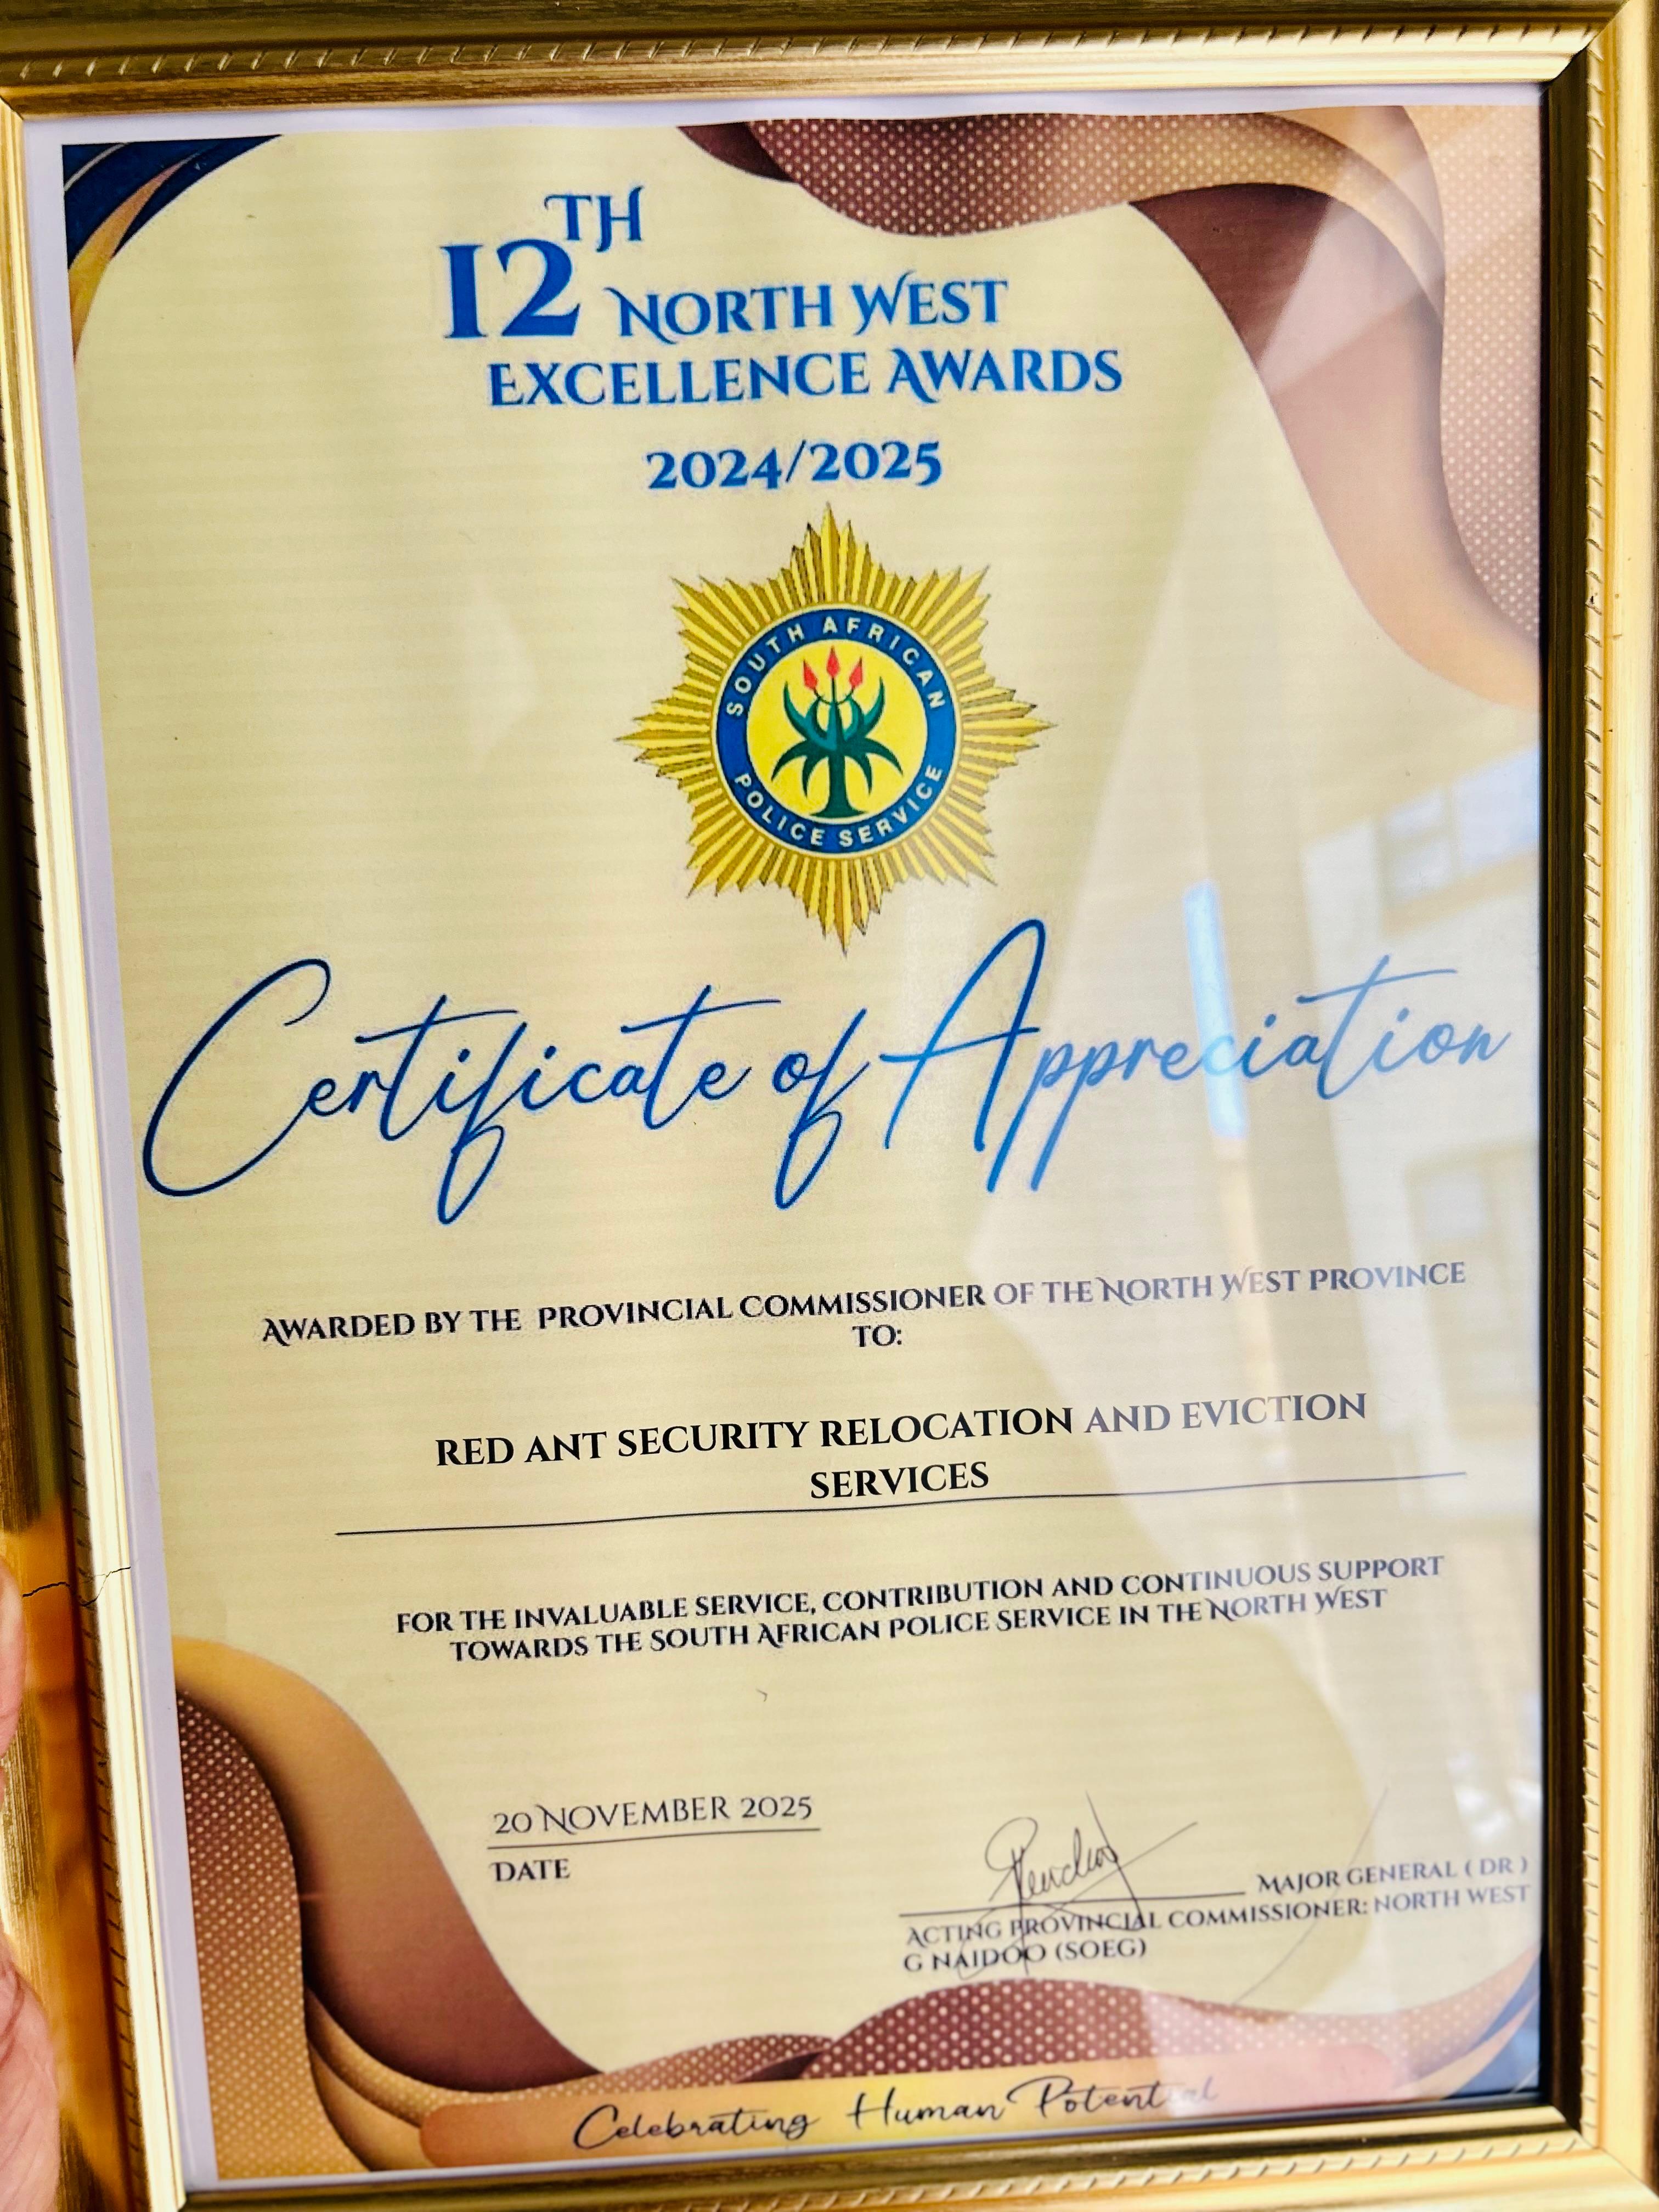 12TH NORTH WEST
EXCELLENCE AWARDS
2024/2025
SOUTH AFRICAN
POLICE SERVICE
Certificate of Appreciation
AWARDED BY THE PROVINCIAL COMMISSIONER OF THE NORTH WEST PROVINCE
TO:
RED ANT SECURITY RELOCATION AND EVICTION
SERVICES
FOR THE INVALUABLE SERVICE, CONTRIBUTION AND CONTINUOUS SUPPORT
TOWARDS THE SOUTH AFRICAN POLICE SERVICE IN THE NORTH WEST
20 NOVEMBER 2025
DATE
MAJOR GENERAL ( DR )
ACTING PROVINCIAL COMMISSIONER: NORTH WEST
G NAIDOO (SOEG)
Celebrating Human Potential